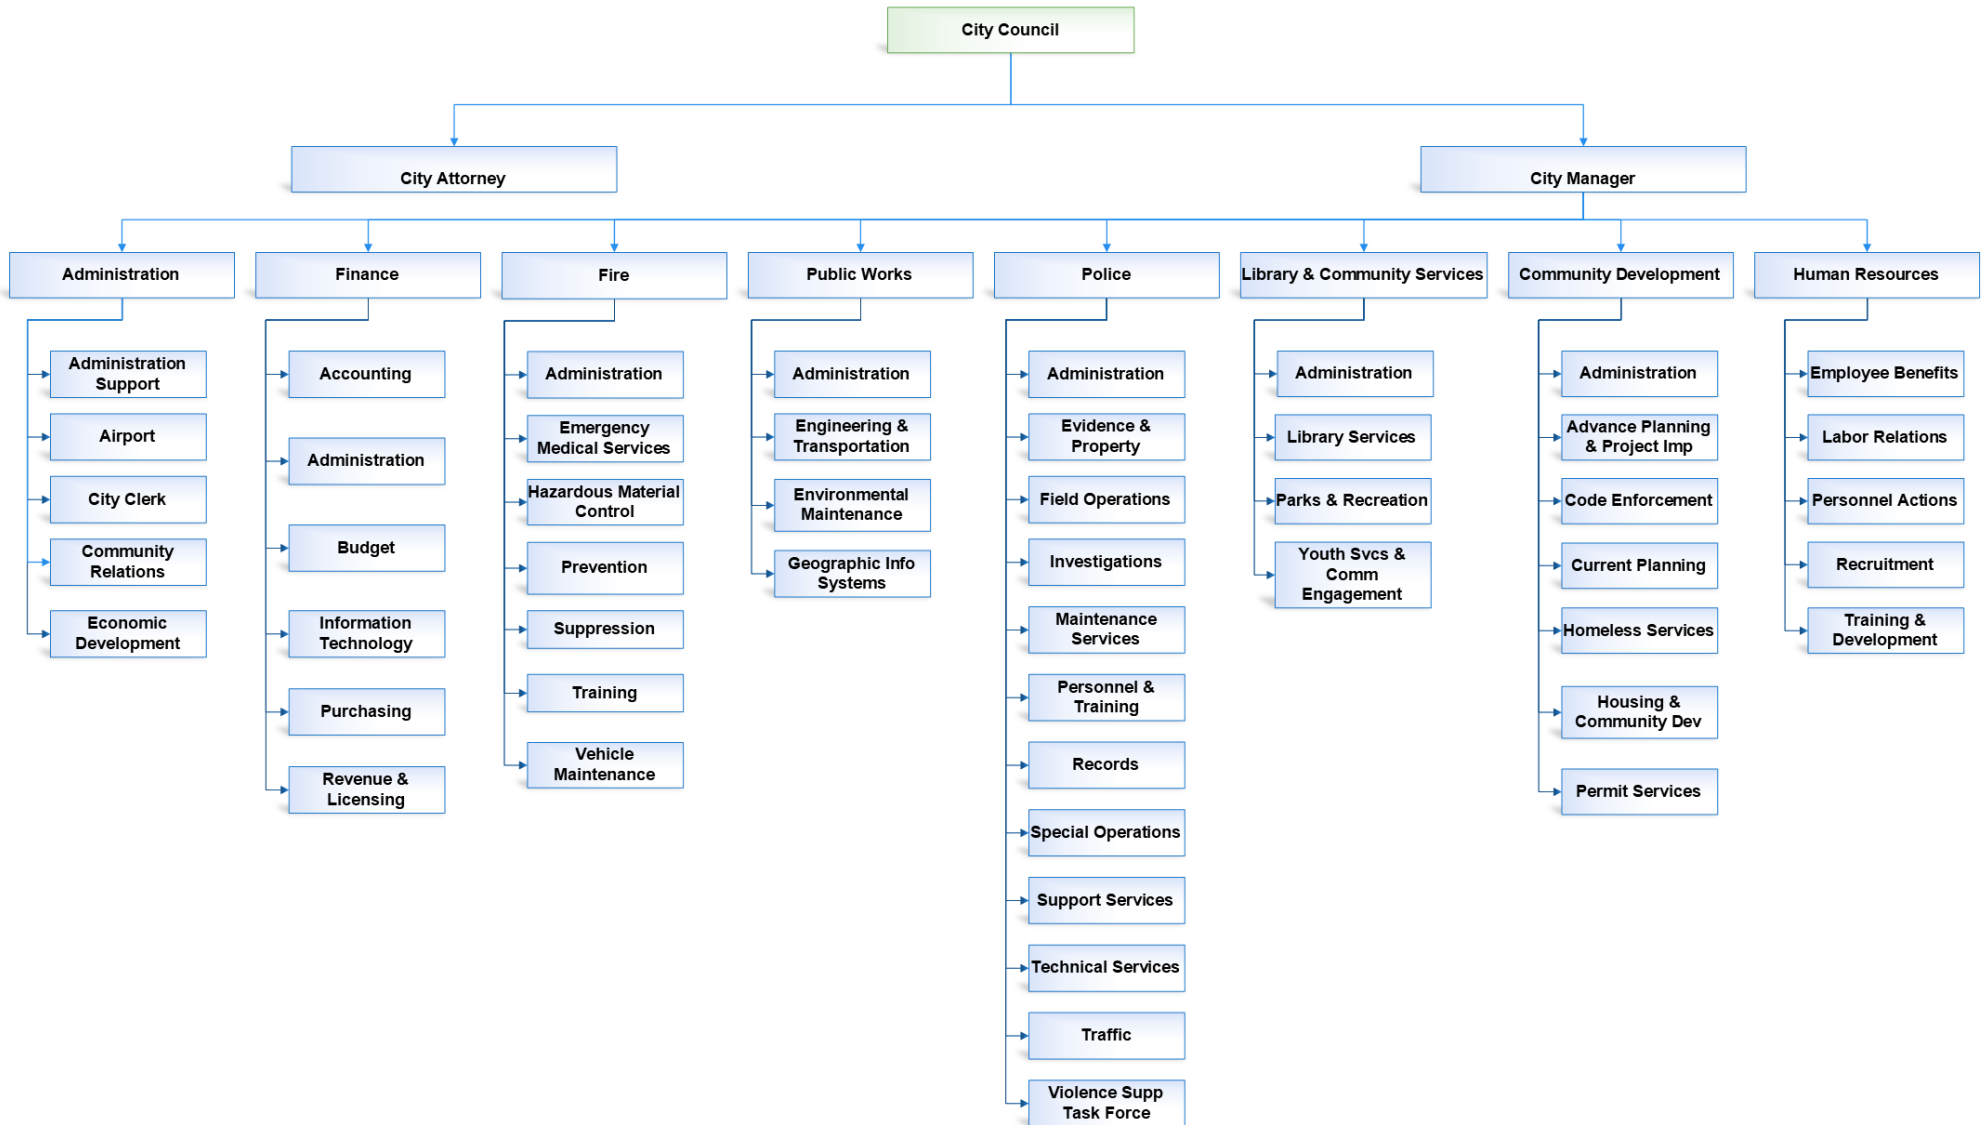 City Council
City Attorney
City Manager
Administration
Finance
Fire
Public Works
Police
Library & Community Services
Community Development
Human Resources
Administration
Support
Airport
City Clerk
Community
Relations
Economic
Development
Accounting
Administration
Budget
Information
Technology
Purchasing
Revenue &
Licensing
Administration
Emergency
Medical Services
Hazardous Material
Control
Prevention
Suppression
Training
Vehicle
Maintenance
Administration
Engineering &
Transportation
Environmental
Maintenance
Geographic Info
Systems
Administration
Evidence &
Property
Field Operations
Investigations
Maintenance
Services
Personnel &
Training
Records
Special Operations
Support Services
Technical Services
Traffic
Violence Supp
Task Force
Administration
Library Services
Parks & Recreation
Youth Svcs &
Comm
Engagement
Administration
Advance Planning
& Project Imp
Code Enforcement
Current Planning
Homeless Services
Housing &
Community Dev
Permit Services
Employee Benefits
Labor Relations
Personnel Actions
Recruitment
Training &
Development